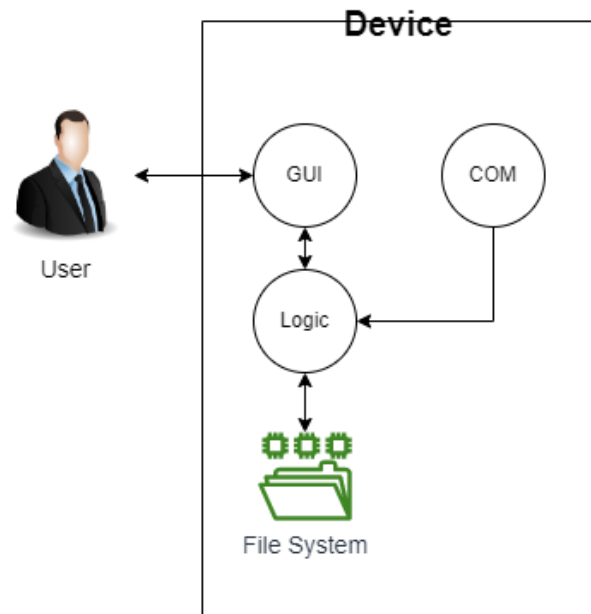 Device
GUI
COM
User
Logic
File System